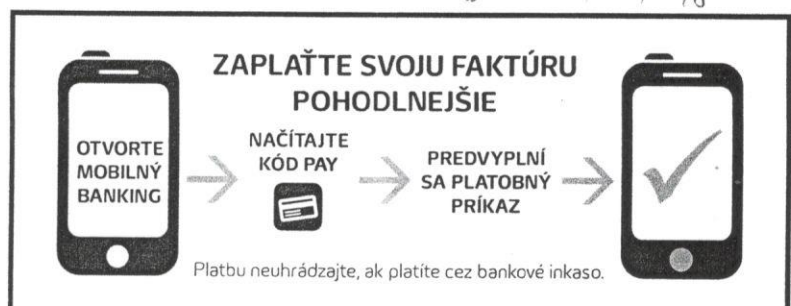 ZAPLAŤTE SVOJU FAKTÚRU
POHODLNEJŠIE
OTVORTE
MOBILNÝ
BANKING
NAČÍTAJTE
KÓD PAY
PREDVYPLNÍ
SA PLATOBNÝ
PRÍKAZ
Platbu neuhrádzajte, ak platíte cez bankové inkaso.